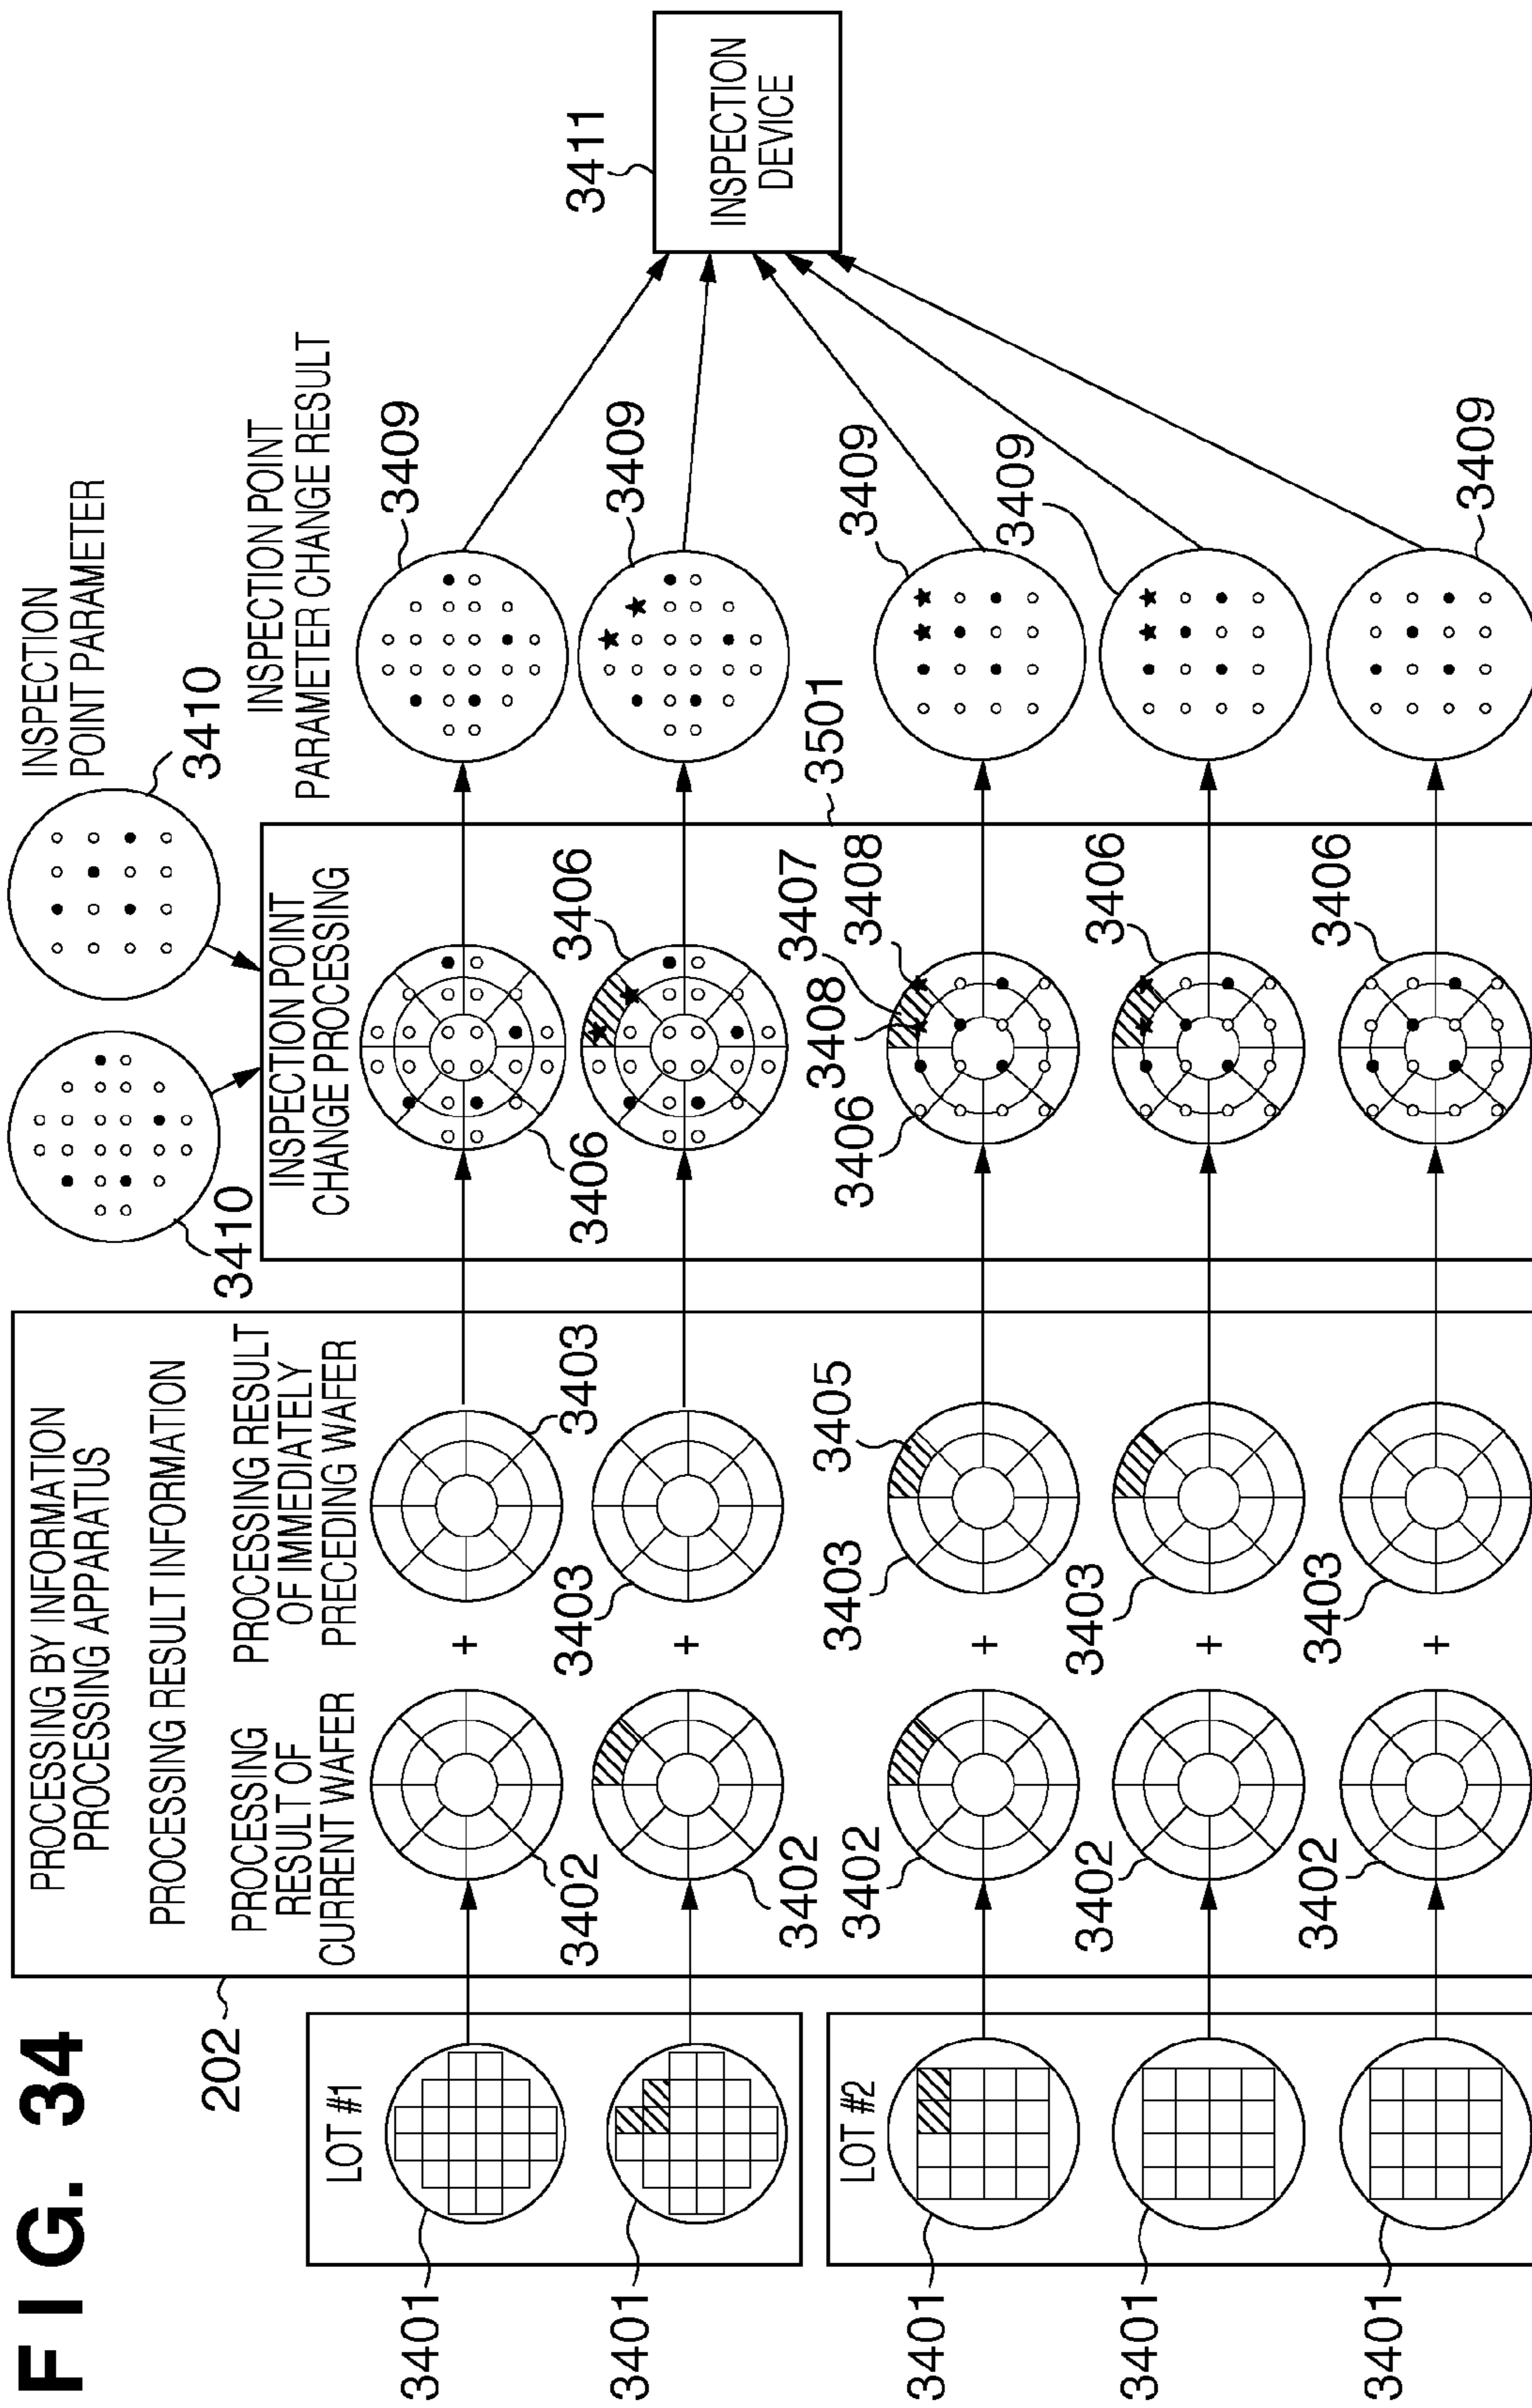 FIG. 34
202
PROCESSING BY INFORMATION
PROCESSING APPARATUS
PROCESSING RESULT INFORMATION
PROCESSING
RESULT OF
CURRENT WAFER
PROCESSING RESULT
OF IMMEDIATELY
PRECEDING WAFER
3410
3410
INSPECTION
POINT PARAMETER
INSPECTION POINT
CHANGE PROCESSING
3501
INSPECTION POINT
PARAMETER CHANGE RESULT
LOT #1
3401
3402
+
3403
3406
3409
3401
3402
+
3403
3406
3409
3411
INSPECTION
DEVICE
LOT #2
3401
3402
+
3403
3405
3406
3408
3407
3408
3409
3401
3402
+
3403
3406
3409
3401
3402
+
3403
3406
3409